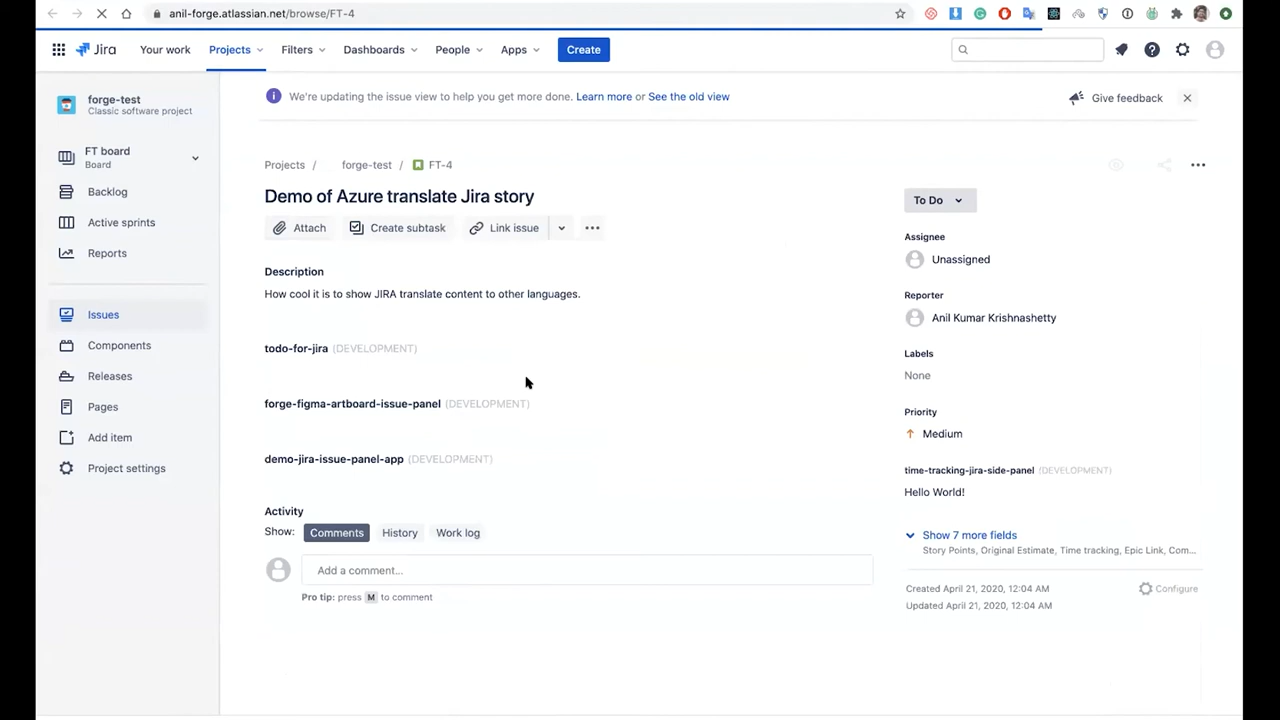 anil-forge.atlassian.net/browse/FT-4
Jira Your work Projects Filters Dashboards People Apps Create
forge-test
Classic software project
FT board
Board
Backlog
Active sprints
Reports
Issues
Components
Releases
Pages
Add item
Project settings
We're updating the issue view to help you get more done. Learn more or See the old view
Give feedback
Projects / forge-test / FT-4
Demo of Azure translate Jira story
Attach Create subtask Link issue
Description
How cool it is to show JIRA translate content to other languages.
todo-for-jira (DEVELOPMENT)
forge-figma-artboard-issue-panel (DEVELOPMENT)
demo-jira-issue-panel-app (DEVELOPMENT)
Activity
Show: Comments History Work log
Add a comment...
Pro tip: press M to comment
To Do
Assignee
Unassigned
Reporter
Anil Kumar Krishnashetty
Labels
None
Priority
Medium
time-tracking-jira-side-panel (DEVELOPMENT)
Hello World!
Show 7 more fields
Story Points, Original Estimate, Time tracking, Epic Link, Com...
Created April 21, 2020, 12:04 AM
Configure
Updated April 21, 2020, 12:04 AM